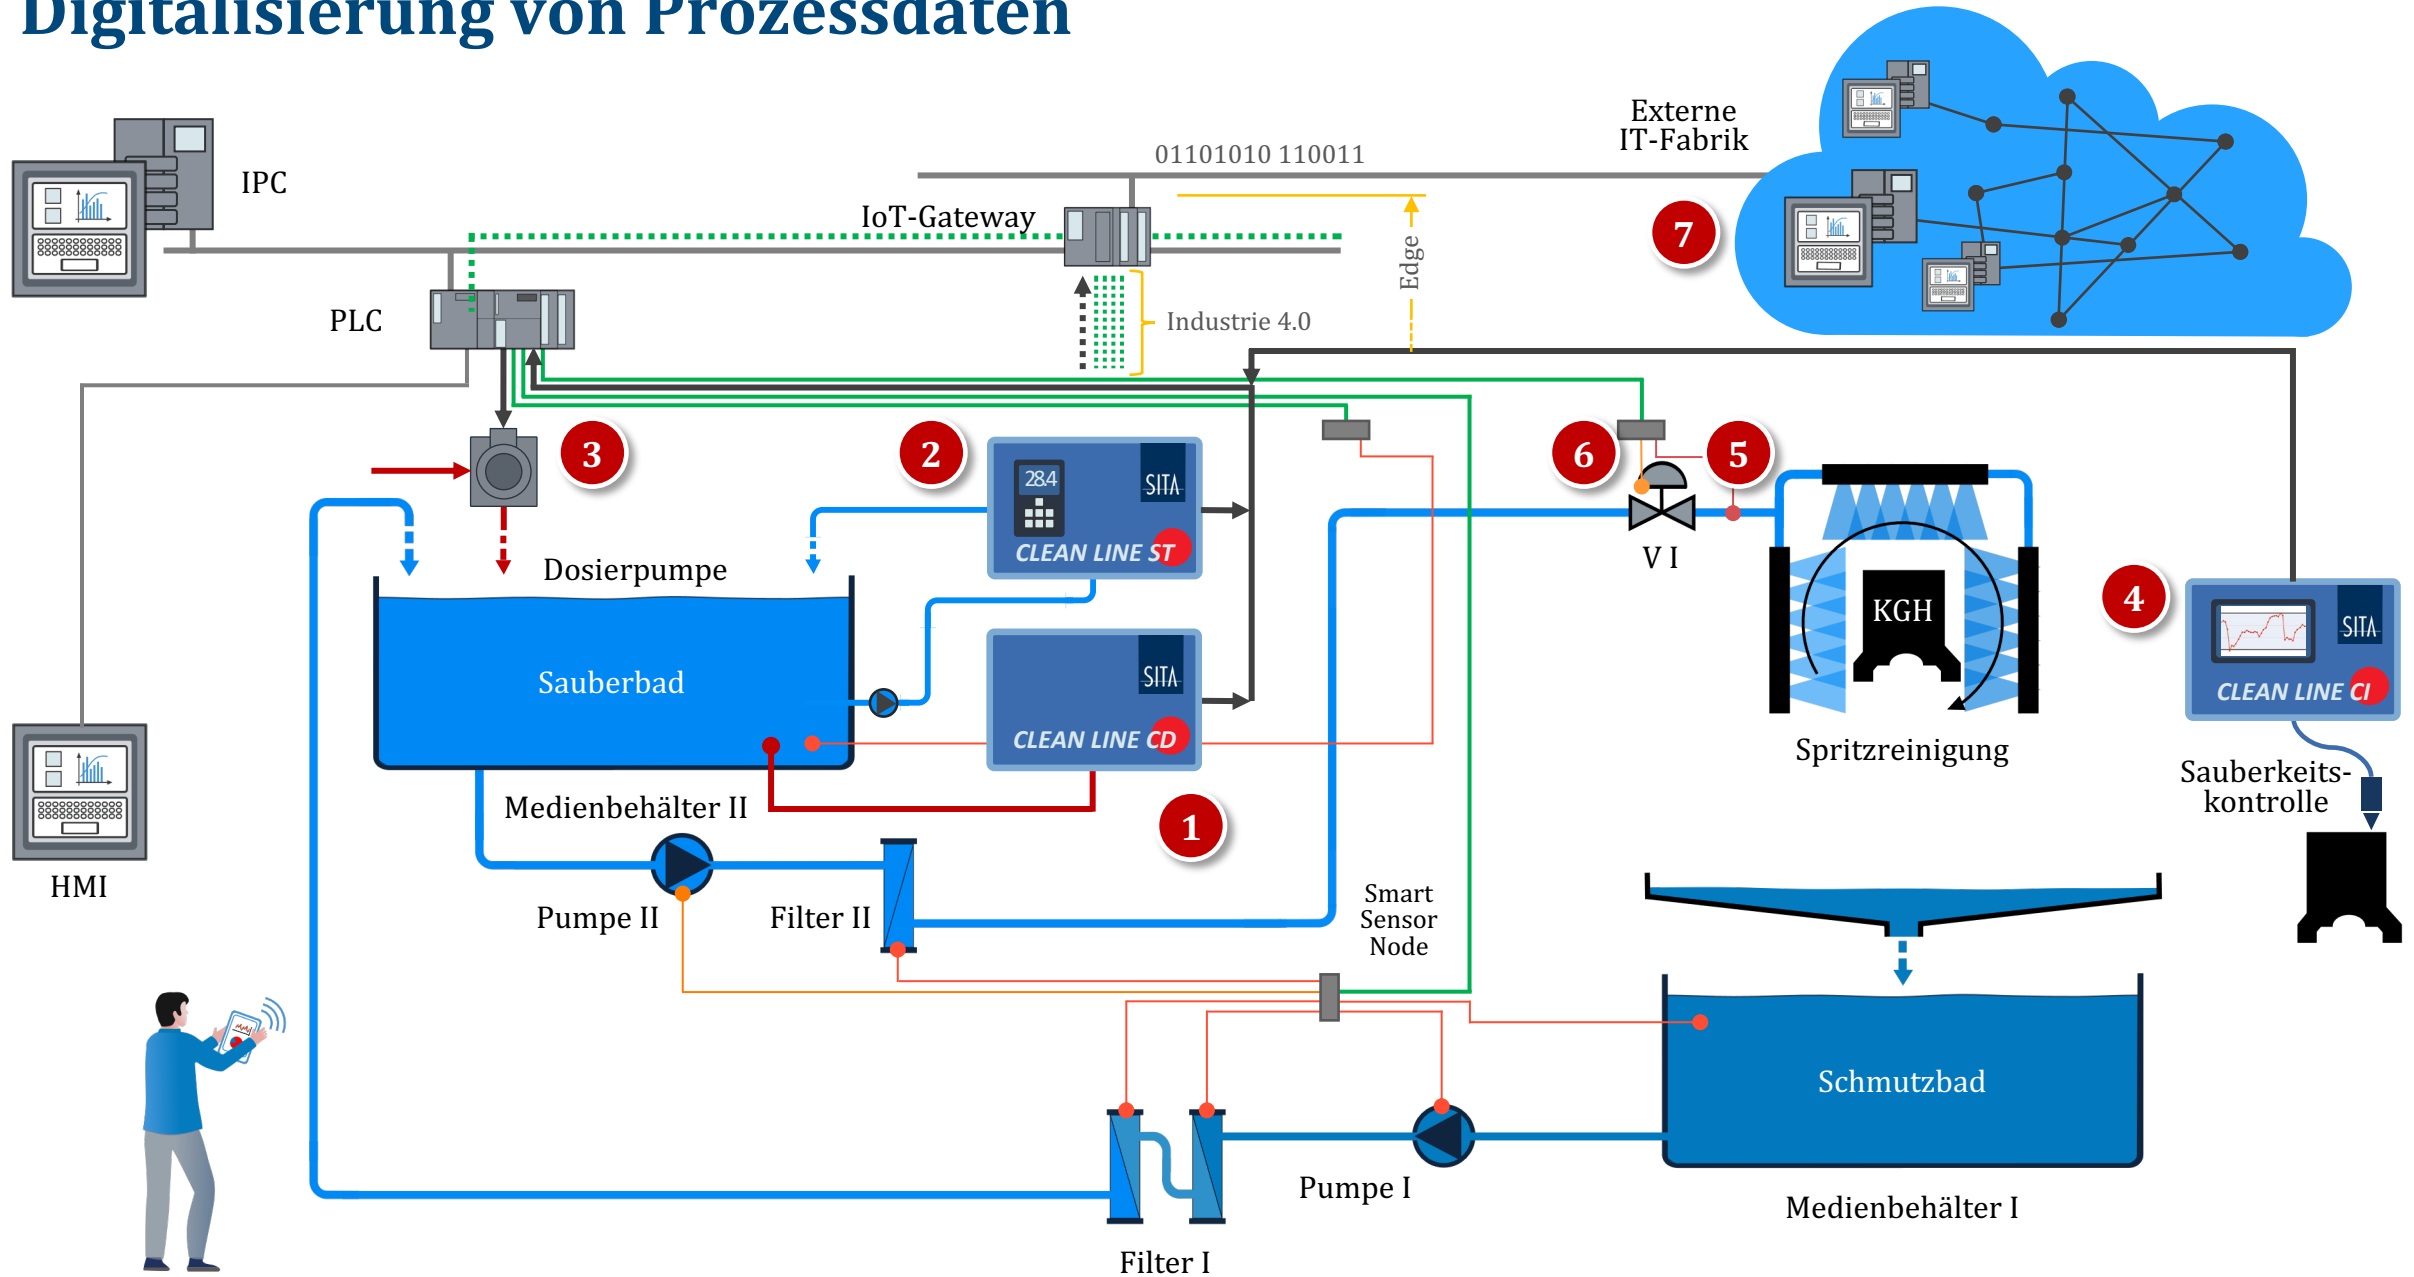 Digitalisierung von Prozessdaten
Externe
IT-Fabrik
01101010 110011
IPC
IoT-Gateway
7
Edge
PLC
Industrie 4.0
3
2
28.4
SITA
CLEAN LINE ST
6
5
V I
Dosierpumpe
KGH
4
SITA
CLEAN LINE CI
Sauberbad
SITA
CLEAN LINE CD
Spritzreinigung
Sauberkeits-
kontrolle
Medienbehälter II
1
HMI
Pumpe II
Filter II
Smart
Sensor
Node
Schmutzbad
Pumpe I
Medienbehälter I
Filter I